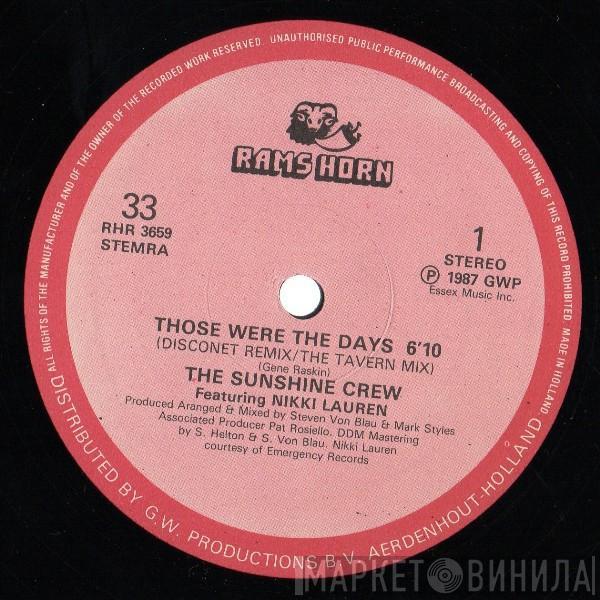 ALL RIGHTS OF THE MANUFACTURER AND OF THE OWNER OF THE RECORDED WORK RESERVED. UNAUTHORISED PUBLIC PERFORMANCE BROADCASTING AND COPYING OF THIS RECORD PROHIBITED. MADE IN HOLLAND
RAMS HORN
33
RHR 3659
STEMRA
1
STEREO
Ⓟ 1987 GWP
Essex Music Inc.
THOSE WERE THE DAYS 6'10
(DISCONET REMIX/THE TAVERN MIX)
(Gene Raskin)
THE SUNSHINE CREW
Featuring NIKKI LAUREN
Produced Aranged & Mixed by Steven Von Blau & Mark Styles
Associated Producer Pat Rosiello. DDM Mastering
by S. Helton & S. Von Blau. Nikki Lauren
courtesy of Emergency Records
DISTRIBUTED BY G.W. PRODUCTIONS B.V. AERDENHOUT-HOLLAND
МАРКЕТ ВИНИЛА